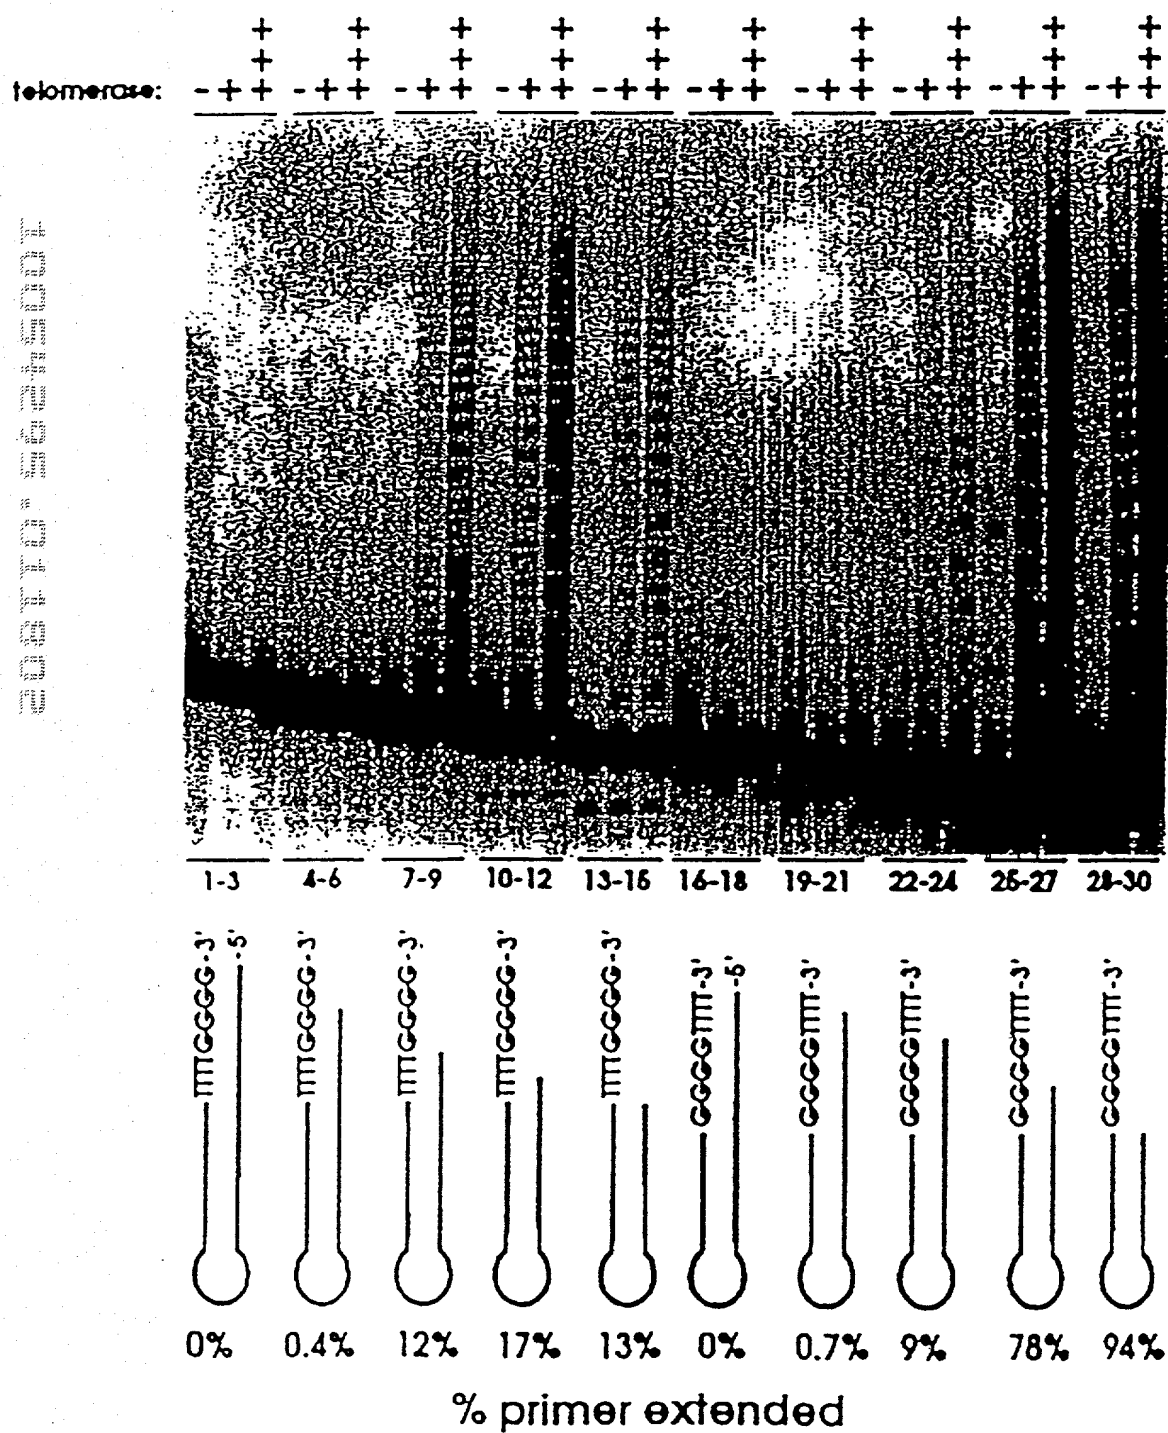 + + + + + + + + + +
+ + + + + + + + + +
telomerase: - + + - + + - + + - + + - + + - + + - + + - + + - + + - + +
1-3 4-6 7-9 10-12 13-15 16-18 19-21 22-24 25-27 28-30
TTTTGGGG-3' -5' TTTTGGGG-3' TTTTGGGG-3' TTTTGGGG-3' TTTTGGGG-3' GGGGTTTT-3' -5' GGGGTTTT-3' GGGGTTTT-3' GGGGTTTT-3' GGGGTTTT-3'
0% 0.4% 12% 17% 13% 0% 0.7% 9% 78% 94%
% primer extended
10054295.011802